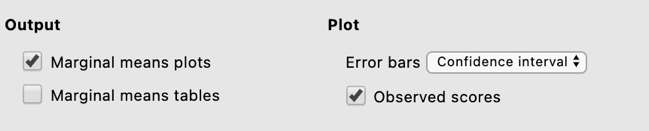 Output
Plot
Marginal means plots
Error bars Confidence interval
Marginal means tables
Observed scores